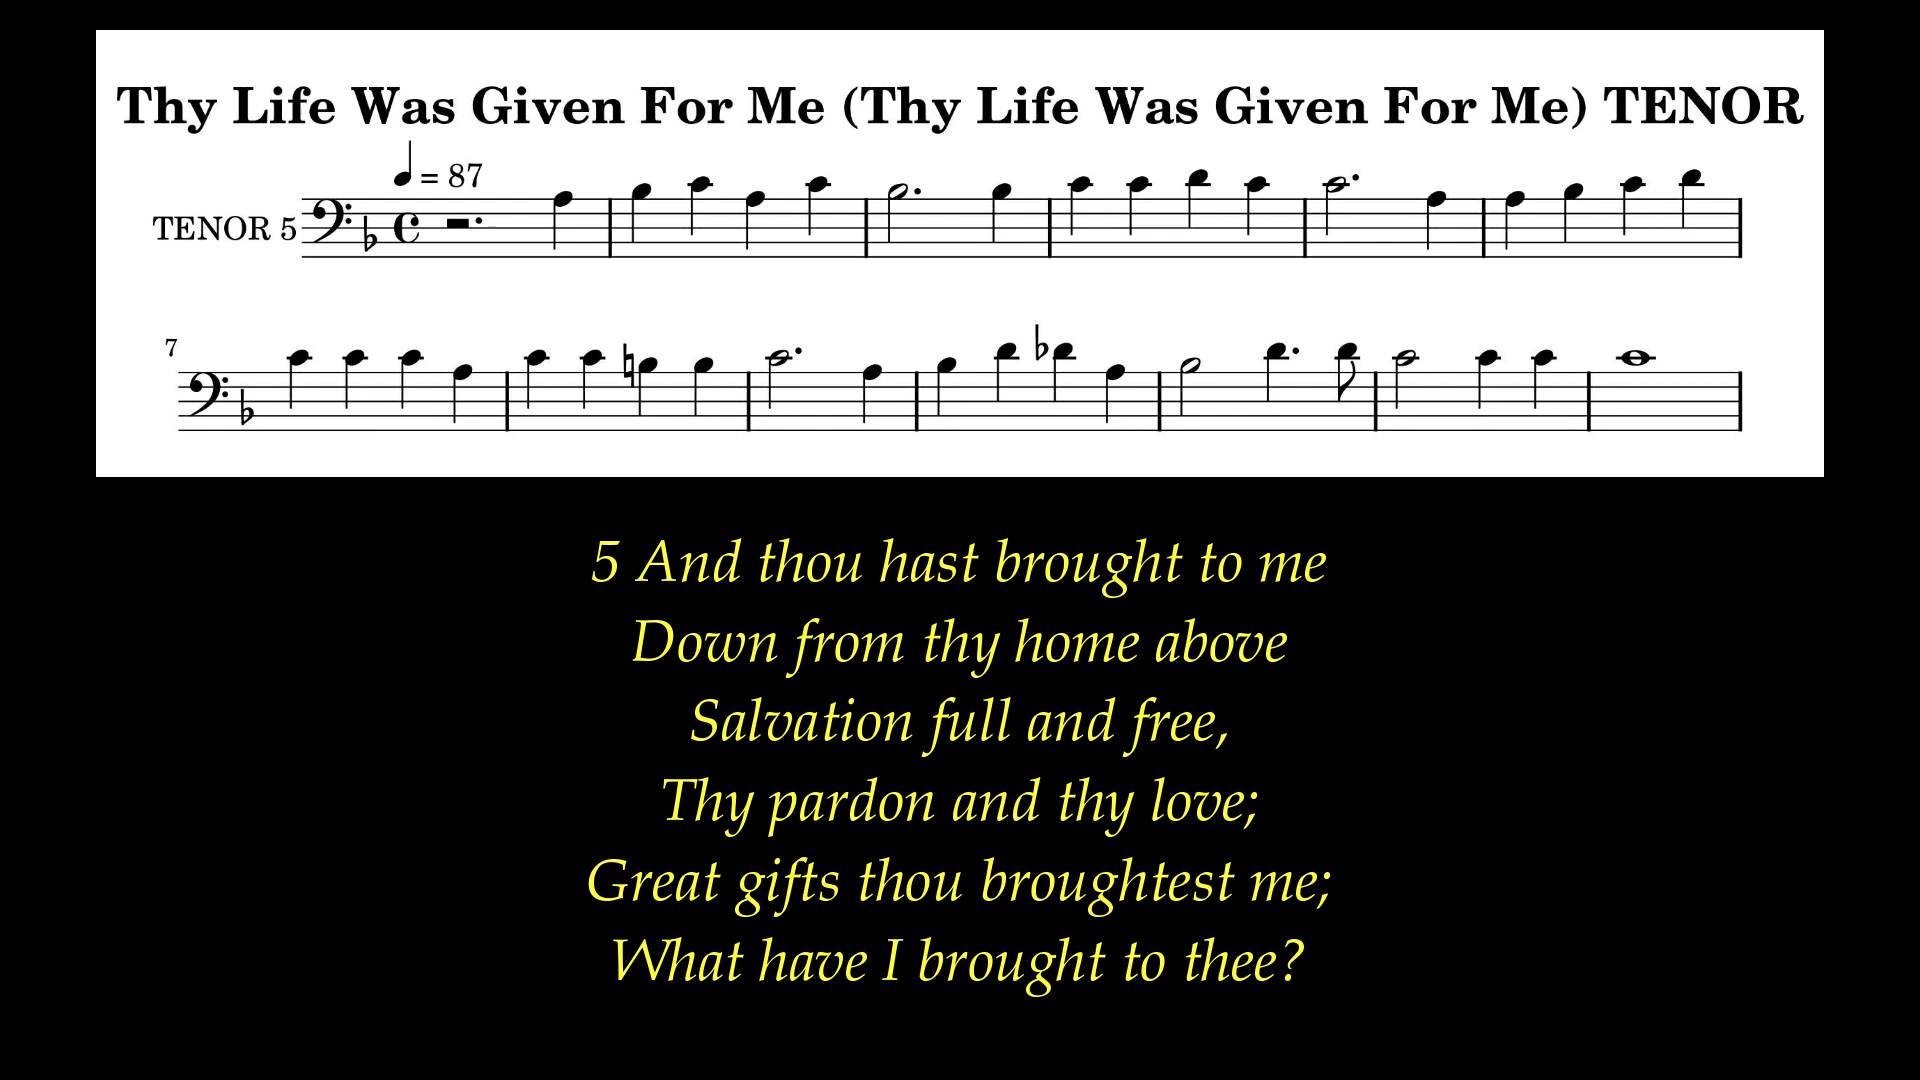 Thy Life Was Given For Me (Thy Life Was Given For Me) TENOR
= 87
TENOR 5
7
5 And thou hast brought to me
Down from thy home above
Salvation full and free,
Thy pardon and thy love;
Great gifts thou broughtest me;
What have I brought to thee?